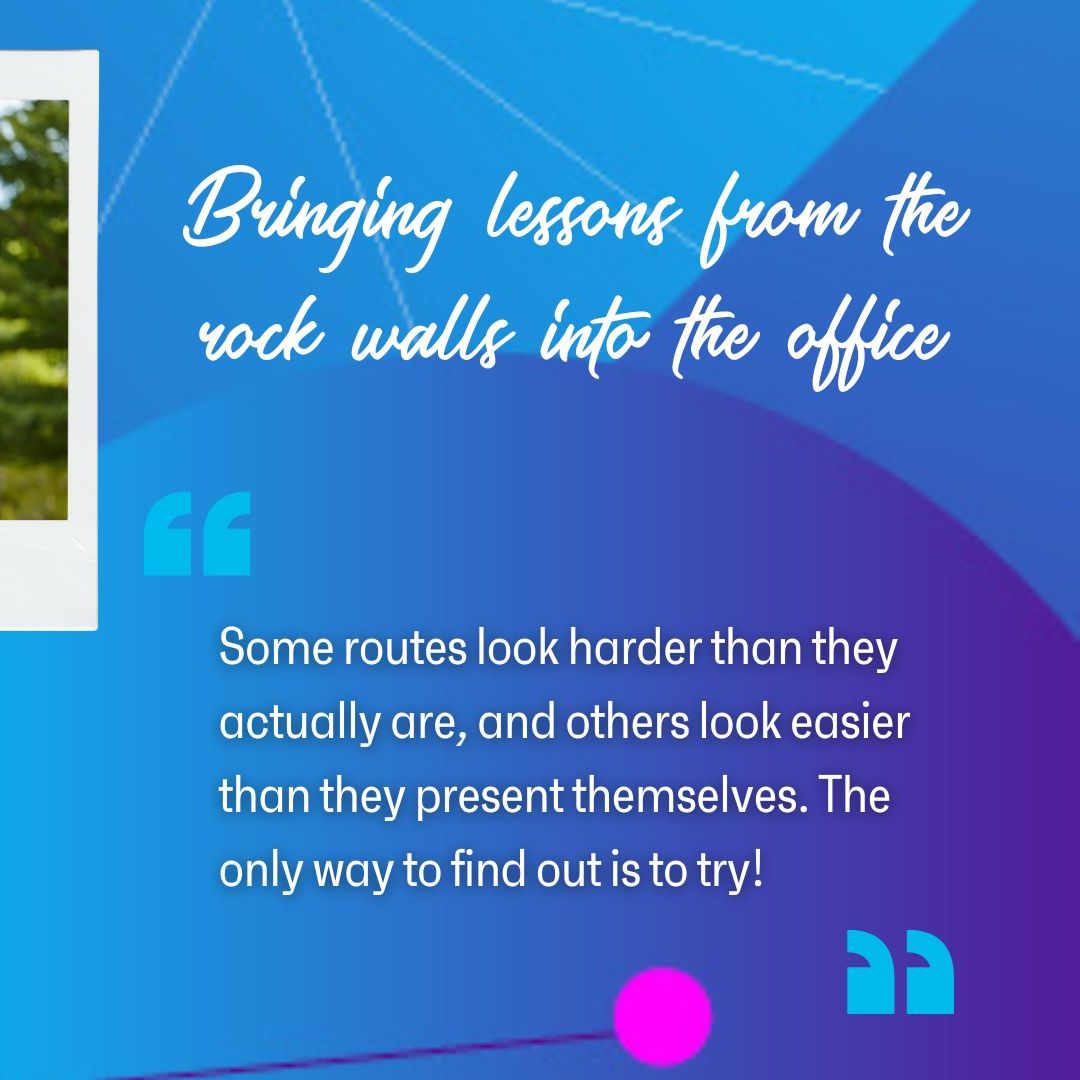 Bringing lessons from the
rock walls into the office
“
Some routes look harder than they
actually are, and others look easier
than they present themselves. The
only way to find out is to try!
”